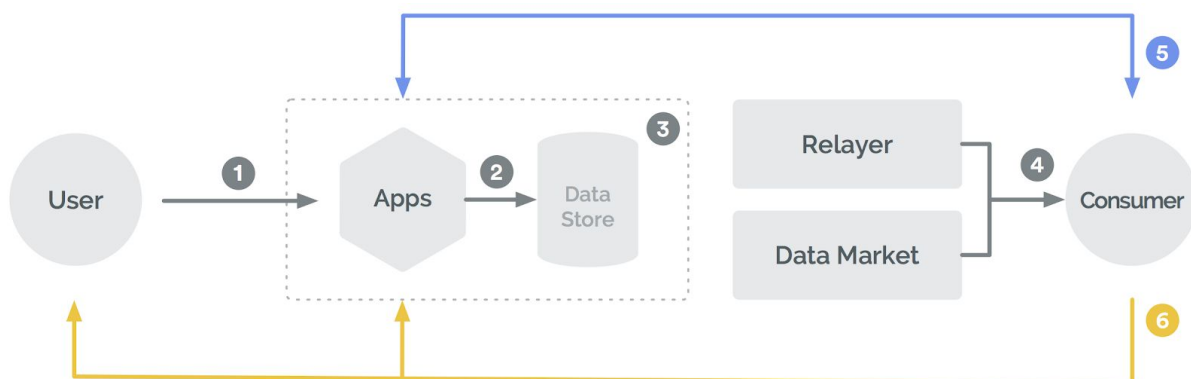 5
3
Relayer
1
2
4
User
Apps
Data
Store
Consumer
Data Market
6